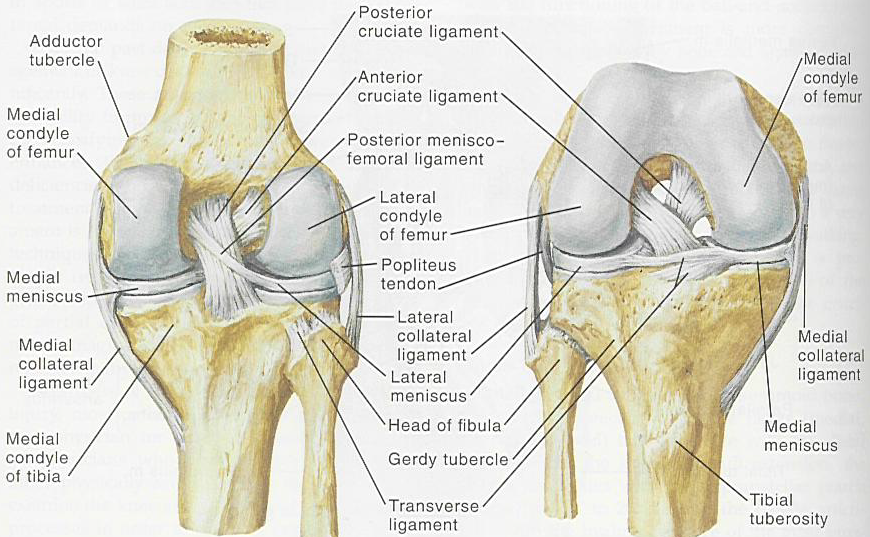 Adductor
tubercle
Medial
condyle
of femur
Medial
meniscus
Medial
collateral
ligament
Medial
condyle
of tibia
Posterior
cruciate ligament
Anterior
cruciate ligament
Posterior menisco-
femoral ligament
Lateral
condyle
of femur
Popliteus
tendon
Lateral
collateral
ligament
Lateral
meniscus
Head of fibula
Gerdy tubercle
Transverse
ligament
Medial
condyle
of femur
Medial
collateral
ligament
Medial
meniscus
Tibial
tuberosity